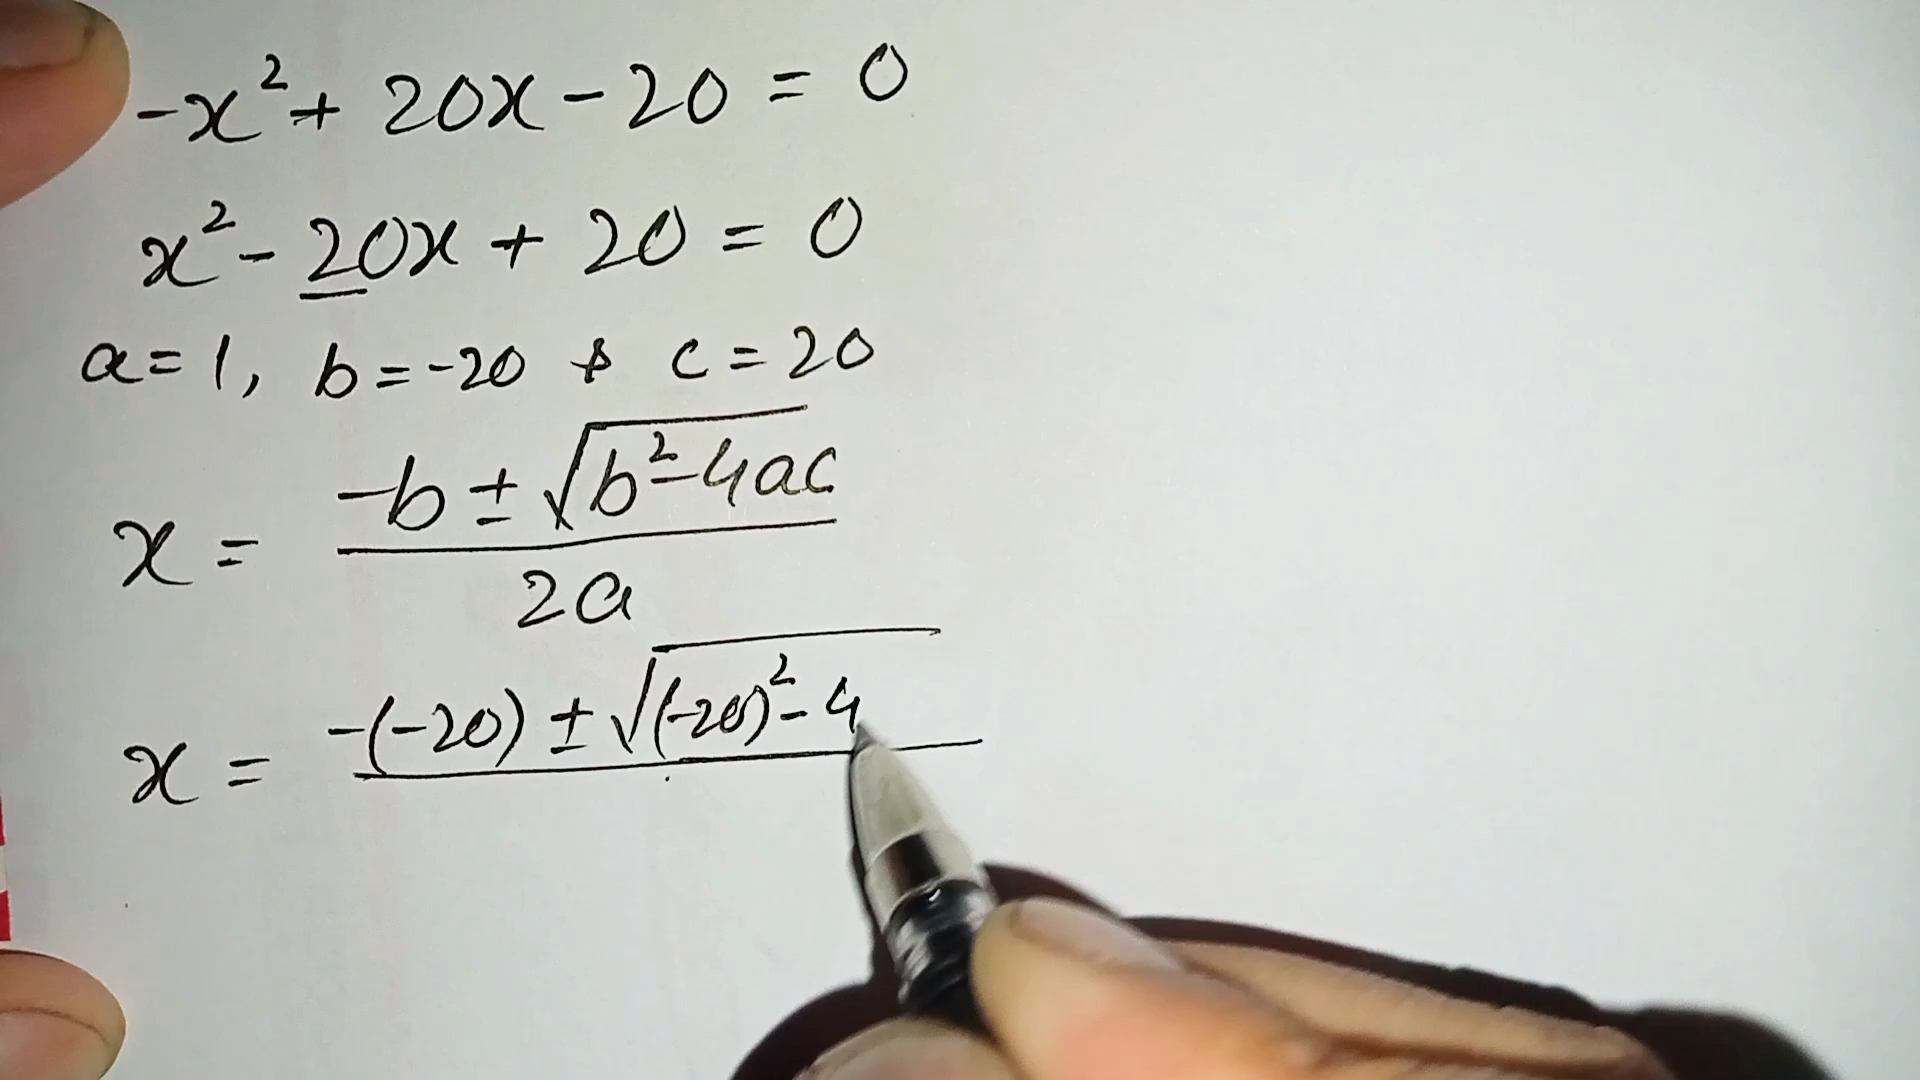 -x² + 20x - 20 = 0
x² - 20x + 20 = 0
a = 1, b = -20 & c = 20
x = (-b ± √(b² - 4ac)) / 2a
x = -(-20) ± √((-20)² - 4